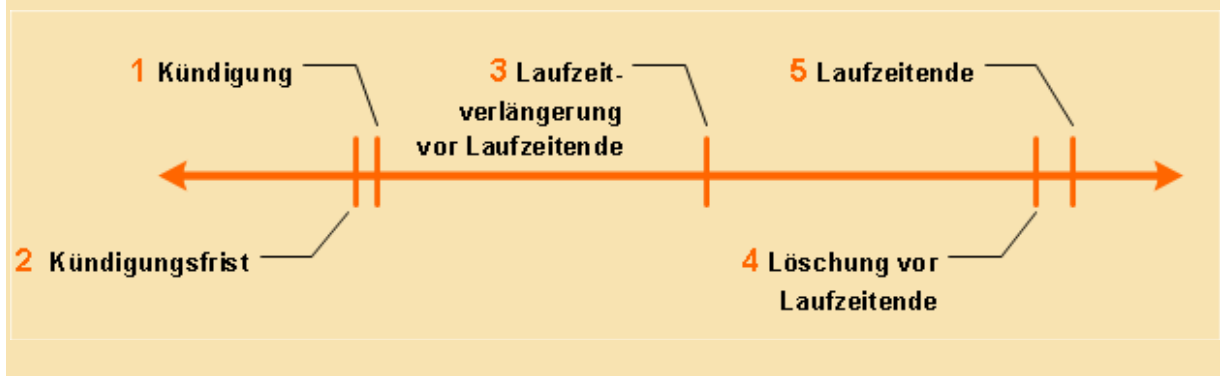 1 Kündigung
3 Laufzeit-
verlängerung
vor Laufzeitende
5 Laufzeitende
2 Kündigungsfrist
4 Löschung vor
Laufzeitende